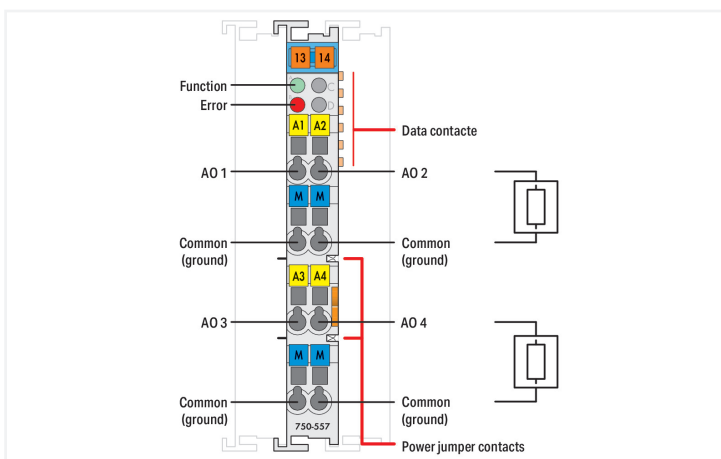 13 14
Function
C
Error
D
A1 A2
Data contacte
AO 1
AO 2
M M
Common
(ground)
Common
(ground)
A3 A4
AO 3
AO 4
M M
Common
(ground)
Common
(ground)
750-557
Power jumper contacts